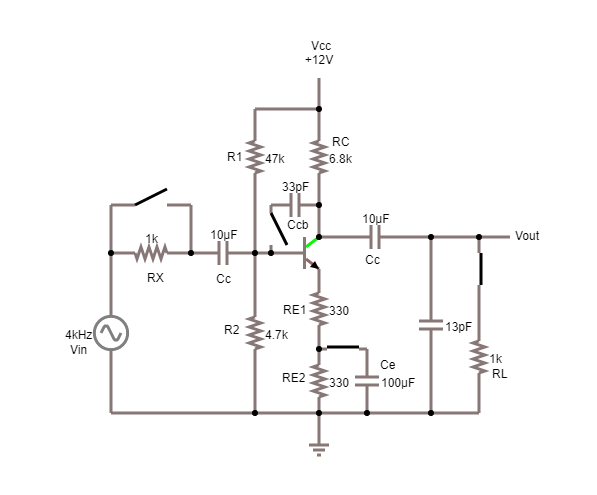 Vcc
+12V
RC
R1 47k 6.8k
33pF
Ccb
1k
10µF
10µF
Vout
RX
Cc
Cc
RE1 330
4kHz
Vin
R2 4.7k
13pF
1k
RL
Ce
RE2 330 100µF